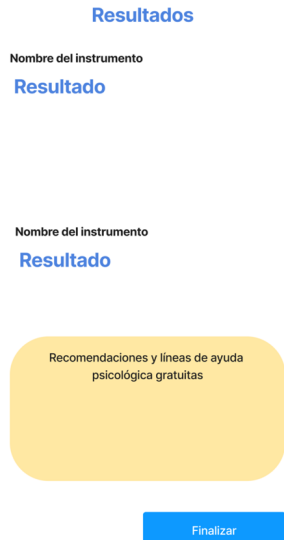 Resultados
Nombre del instrumento
Resultado
Nombre del instrumento
Resultado
Recomendaciones y líneas de ayuda
psicológica gratuitas
Finalizar